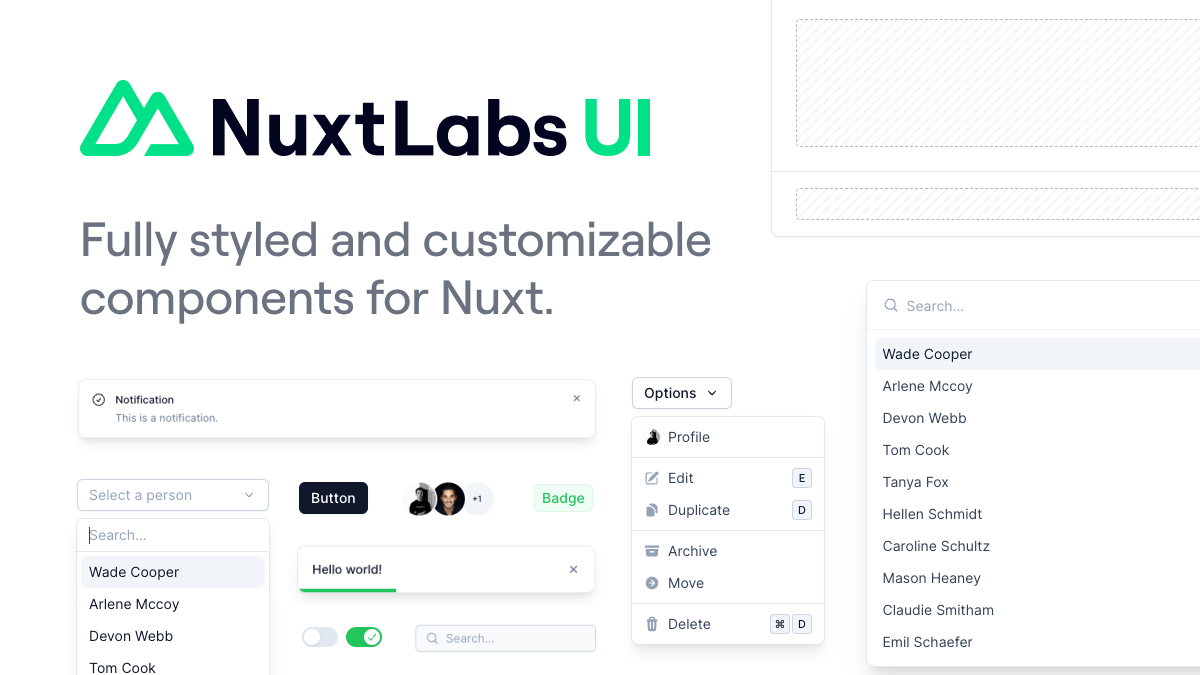 NuxtLabs UI
Fully styled and customizable
components for Nuxt.
Notification
This is a notification.
Select a person
Search...
Wade Cooper
Arlene Mccoy
Devon Webb
Tom Cook
Button
+1
Badge
Hello world!
Search...
Options
Profile
Edit E
Duplicate D
Archive
Move
Delete ⌘ D
Search...
Wade Cooper
Arlene Mccoy
Devon Webb
Tom Cook
Tanya Fox
Hellen Schmidt
Caroline Schultz
Mason Heaney
Claudie Smitham
Emil Schaefer